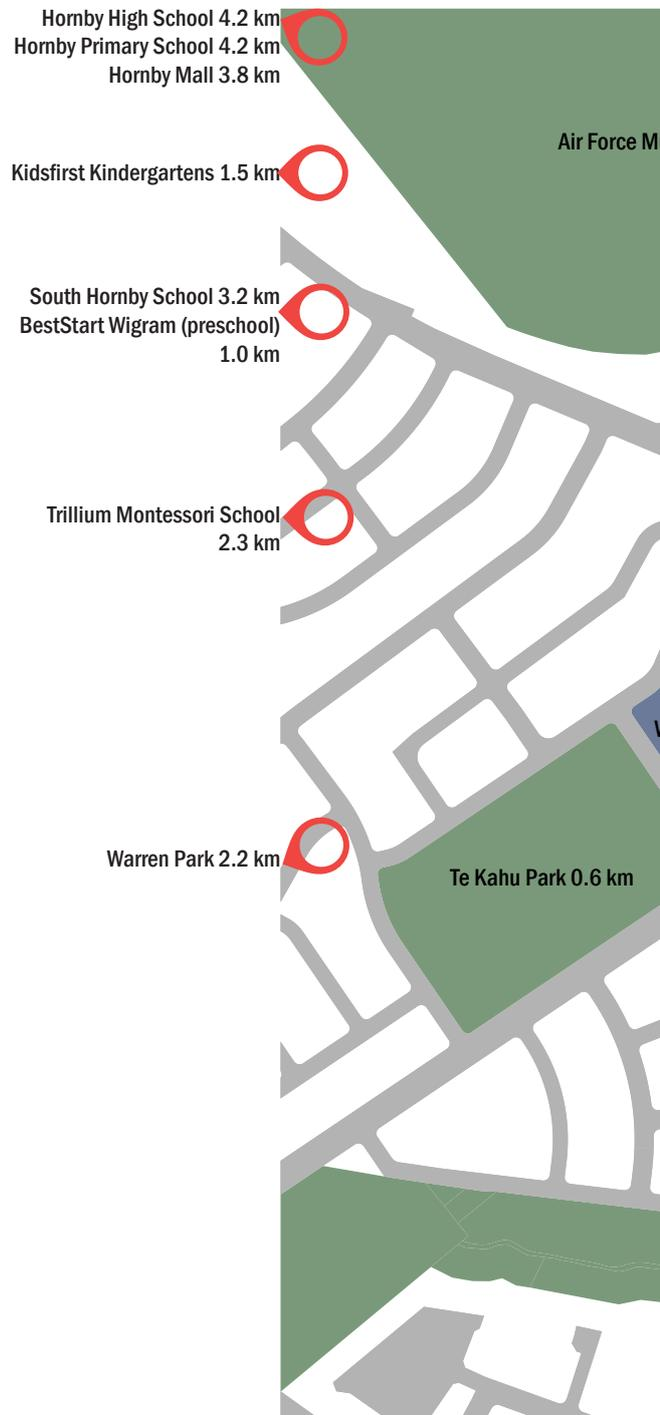 Hornby High School 4.2 km
Hornby Primary School 4.2 km
Hornby Mall 3.8 km
Air Force M
Kidsfirst Kindergartens 1.5 km
South Hornby School 3.2 km
BestStart Wigram (preschool)
1.0 km
Trillium Montessori School
2.3 km
Warren Park 2.2 km
Te Kahu Park 0.6 km